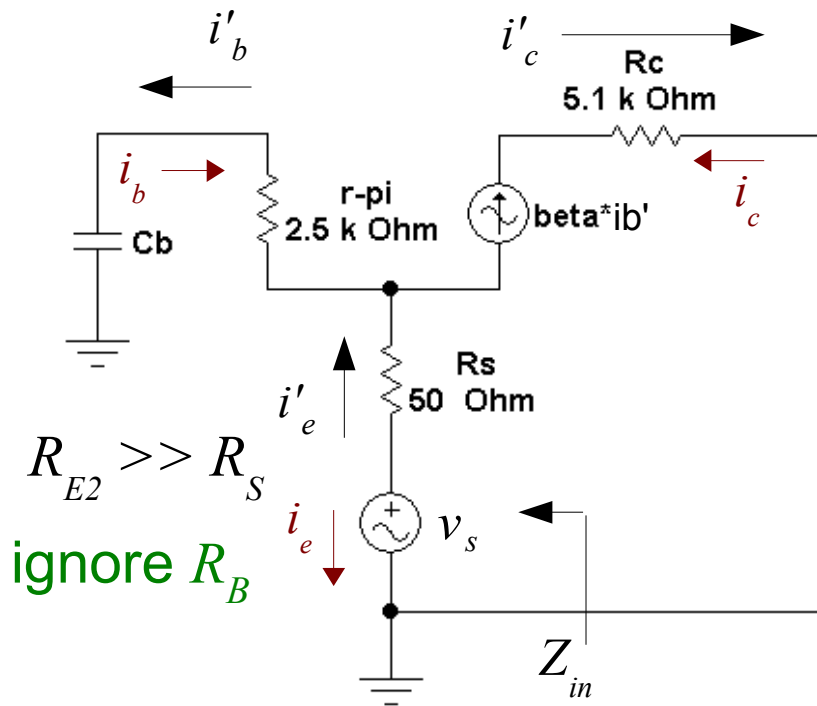 i'b
i'c
Rc
5.1 k Ohm
ib
r-pi
2.5 k Ohm
beta*ib'
ic
Cb
Rs
50 Ohm
i'e
RE2 >> RS
ie
+
vs
ignore RB
Zin